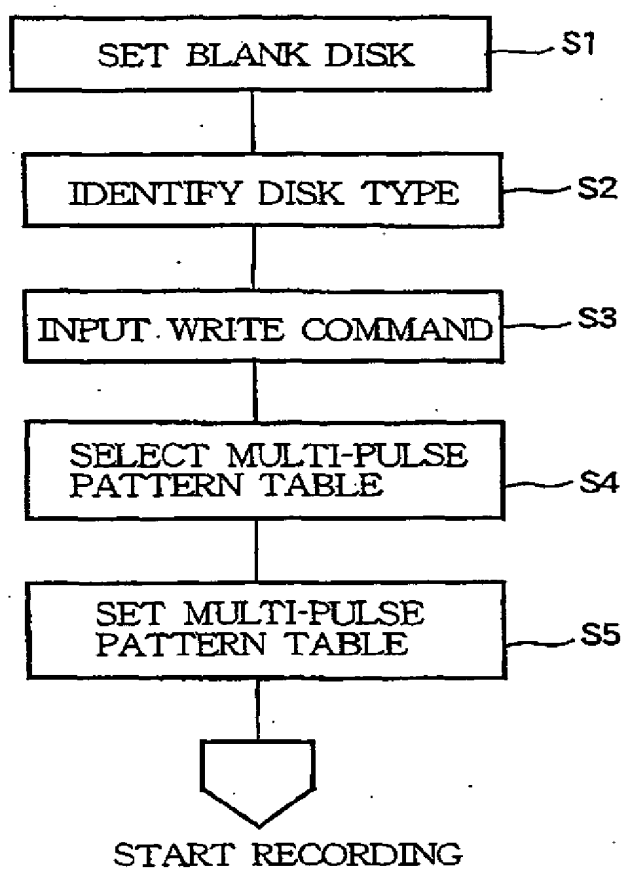 SET BLANK DISK
S1
IDENTIFY DISK TYPE
S2
INPUT WRITE COMMAND
S3
SELECT MULTI-PULSE
PATTERN TABLE
S4
SET MULTI-PULSE
PATTERN TABLE
S5
START RECORDING